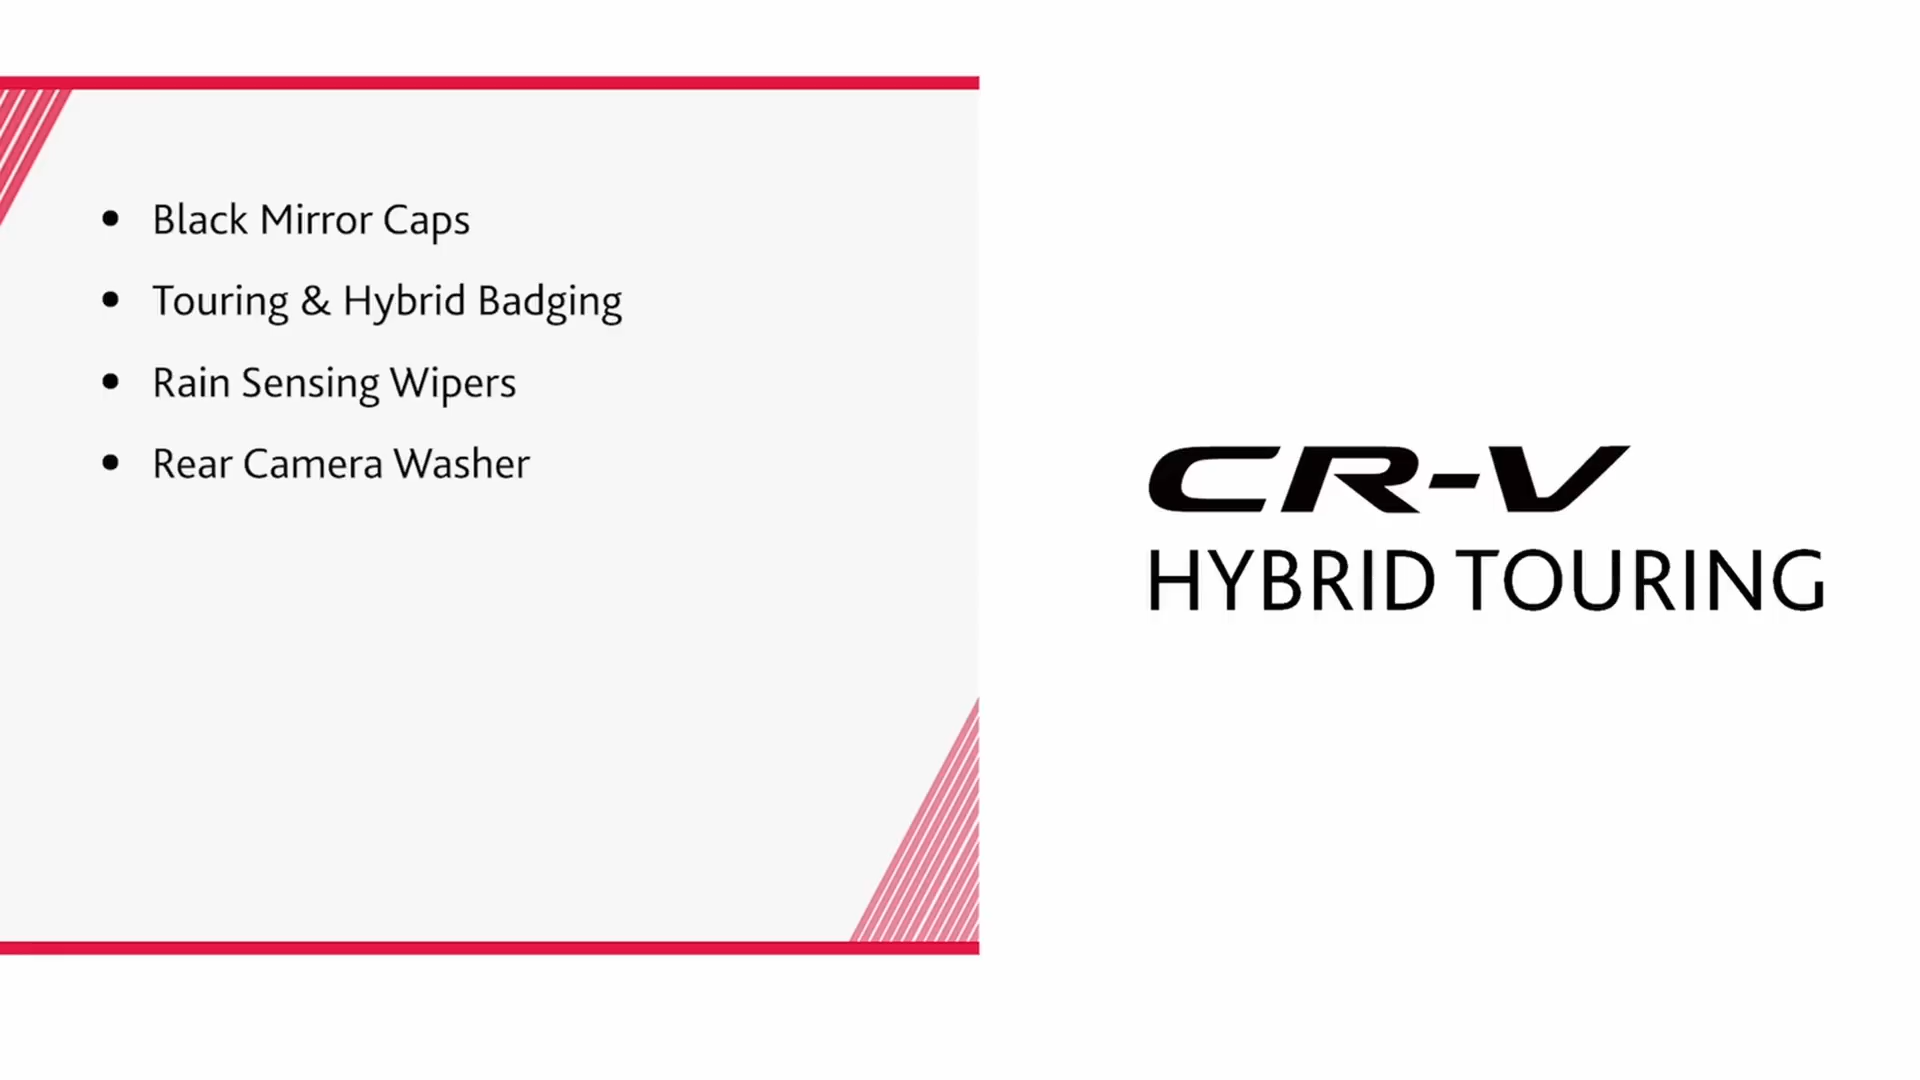 • Black Mirror Caps
• Touring & Hybrid Badging
• Rain Sensing Wipers
• Rear Camera Washer
CR-V
HYBRID TOURING